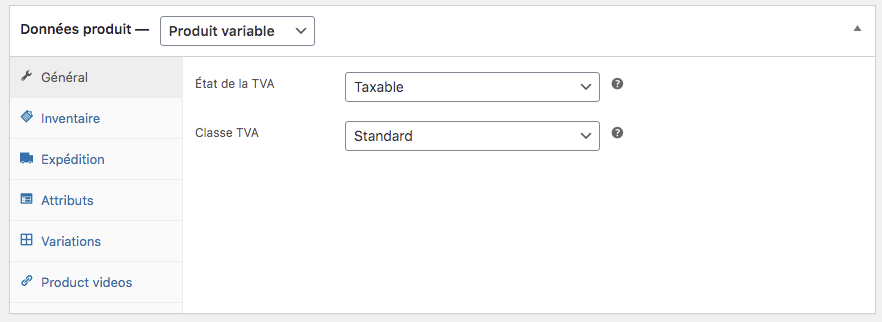 Données produit — Produit variable
Général
État de la TVA Taxable ?
Inventaire
Classe TVA Standard ?
Expédition
Attributs
Variations
Product videos